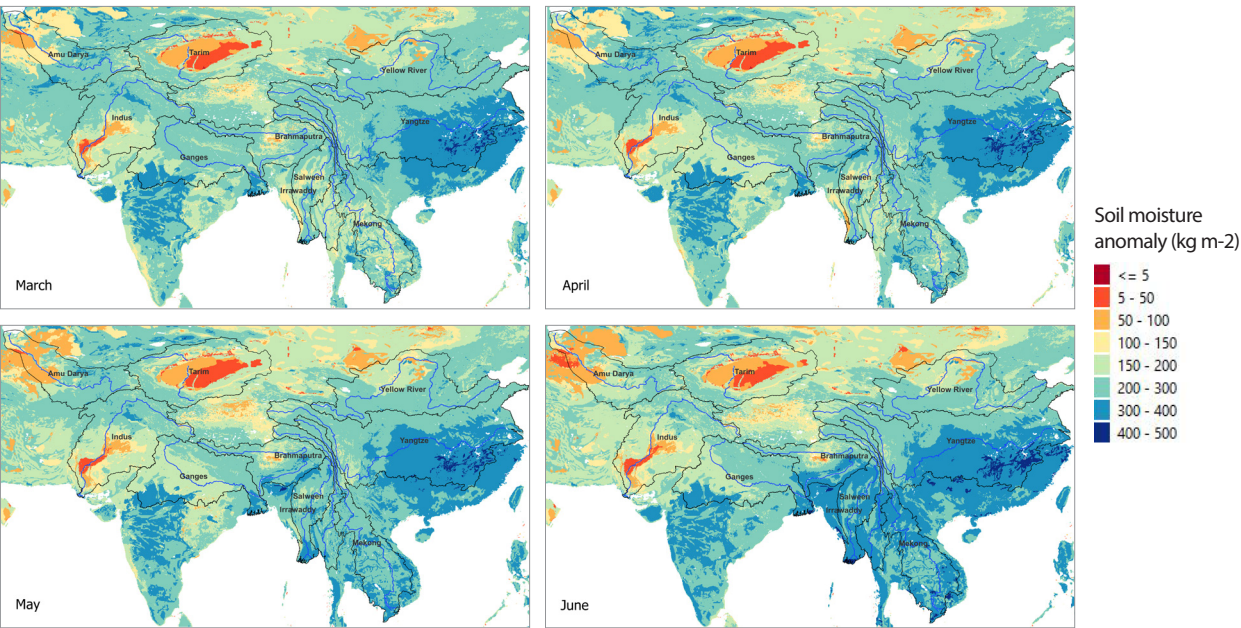 Amu Darya
Tarim
Yellow River
Indus
Yangtze
Brahmaputra
Ganges
Salween
Irrawaddy
Mekong
March
Amu Darya
Tarim
Yellow River
Indus
Yangtze
Brahmaputra
Ganges
Salween
Irrawaddy
Mekong
April
Amu Darya
Tarim
Yellow River
Indus
Yangtze
Brahmaputra
Ganges
Salween
Irrawaddy
Mekong
May
Amu Darya
Tarim
Yellow River
Indus
Yangtze
Brahmaputra
Ganges
Salween
Irrawaddy
Mekong
June
Soil moisture
anomaly (kg m-2)
<= 5
5 - 50
50 - 100
100 - 150
150 - 200
200 - 300
300 - 400
400 - 500